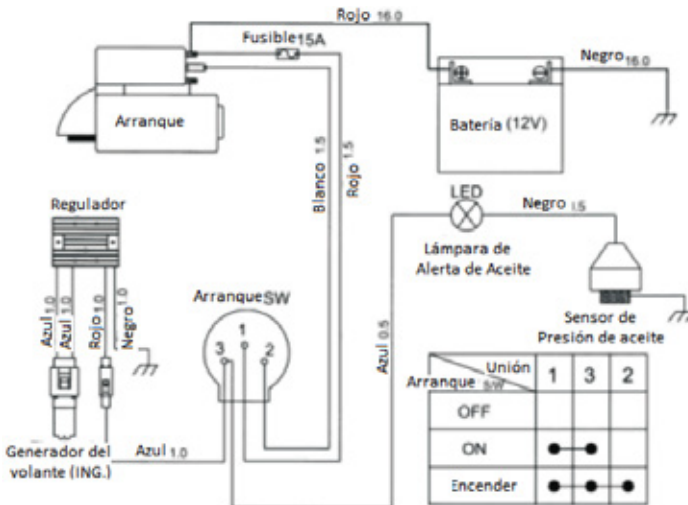 Rojo 16.0
Fusible 15A
Negro 16.0
Arranque
Batería (12V)
Blanco 1.5
Rojo 1.5
LED
Negro 1.5
Regulador
Lámpara de
Alerta de Aceite
Arranque SW
Azul 1.0
Azul 1.0
Rojo 1.0
Negro 1.0
3
1
2
Azul 0.5
Sensor de
Presión de aceite
Generador del
volante (ING.)
Azul 1.0
Unión
Arranque SW
1 3 2
OFF
ON
Encender